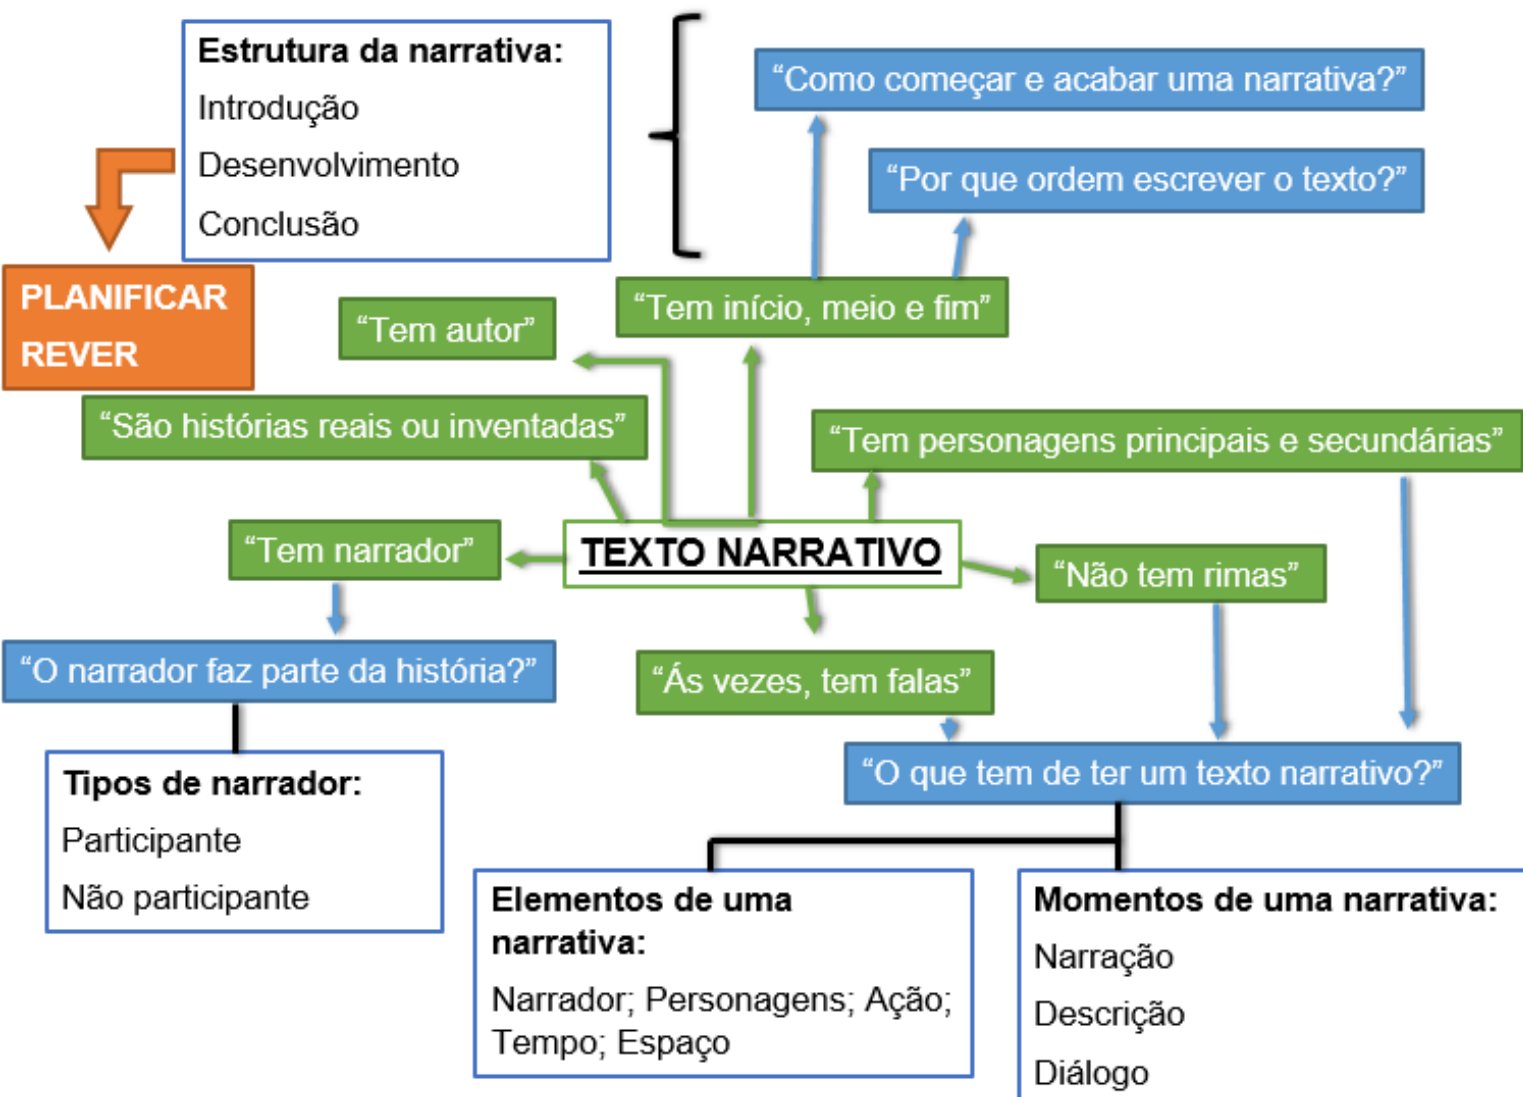 Estrutura da narrativa:
Introdução
Desenvolvimento
Conclusão
“Como começar e acabar uma narrativa?”
“Por que ordem escrever o texto?”
PLANIFICAR
REVER
“Tem autor”
“Tem início, meio e fim”
“São histórias reais ou inventadas”
“Tem personagens principais e secundárias”
“Tem narrador”
TEXTO NARRATIVO
“Não tem rimas”
“O narrador faz parte da história?”
“Ás vezes, tem falas”
“O que tem de ter um texto narrativo?”
Tipos de narrador:
Participante
Não participante
Elementos de uma
narrativa:
Narrador; Personagens; Ação;
Tempo; Espaço
Momentos de uma narrativa:
Narração
Descrição
Diálogo